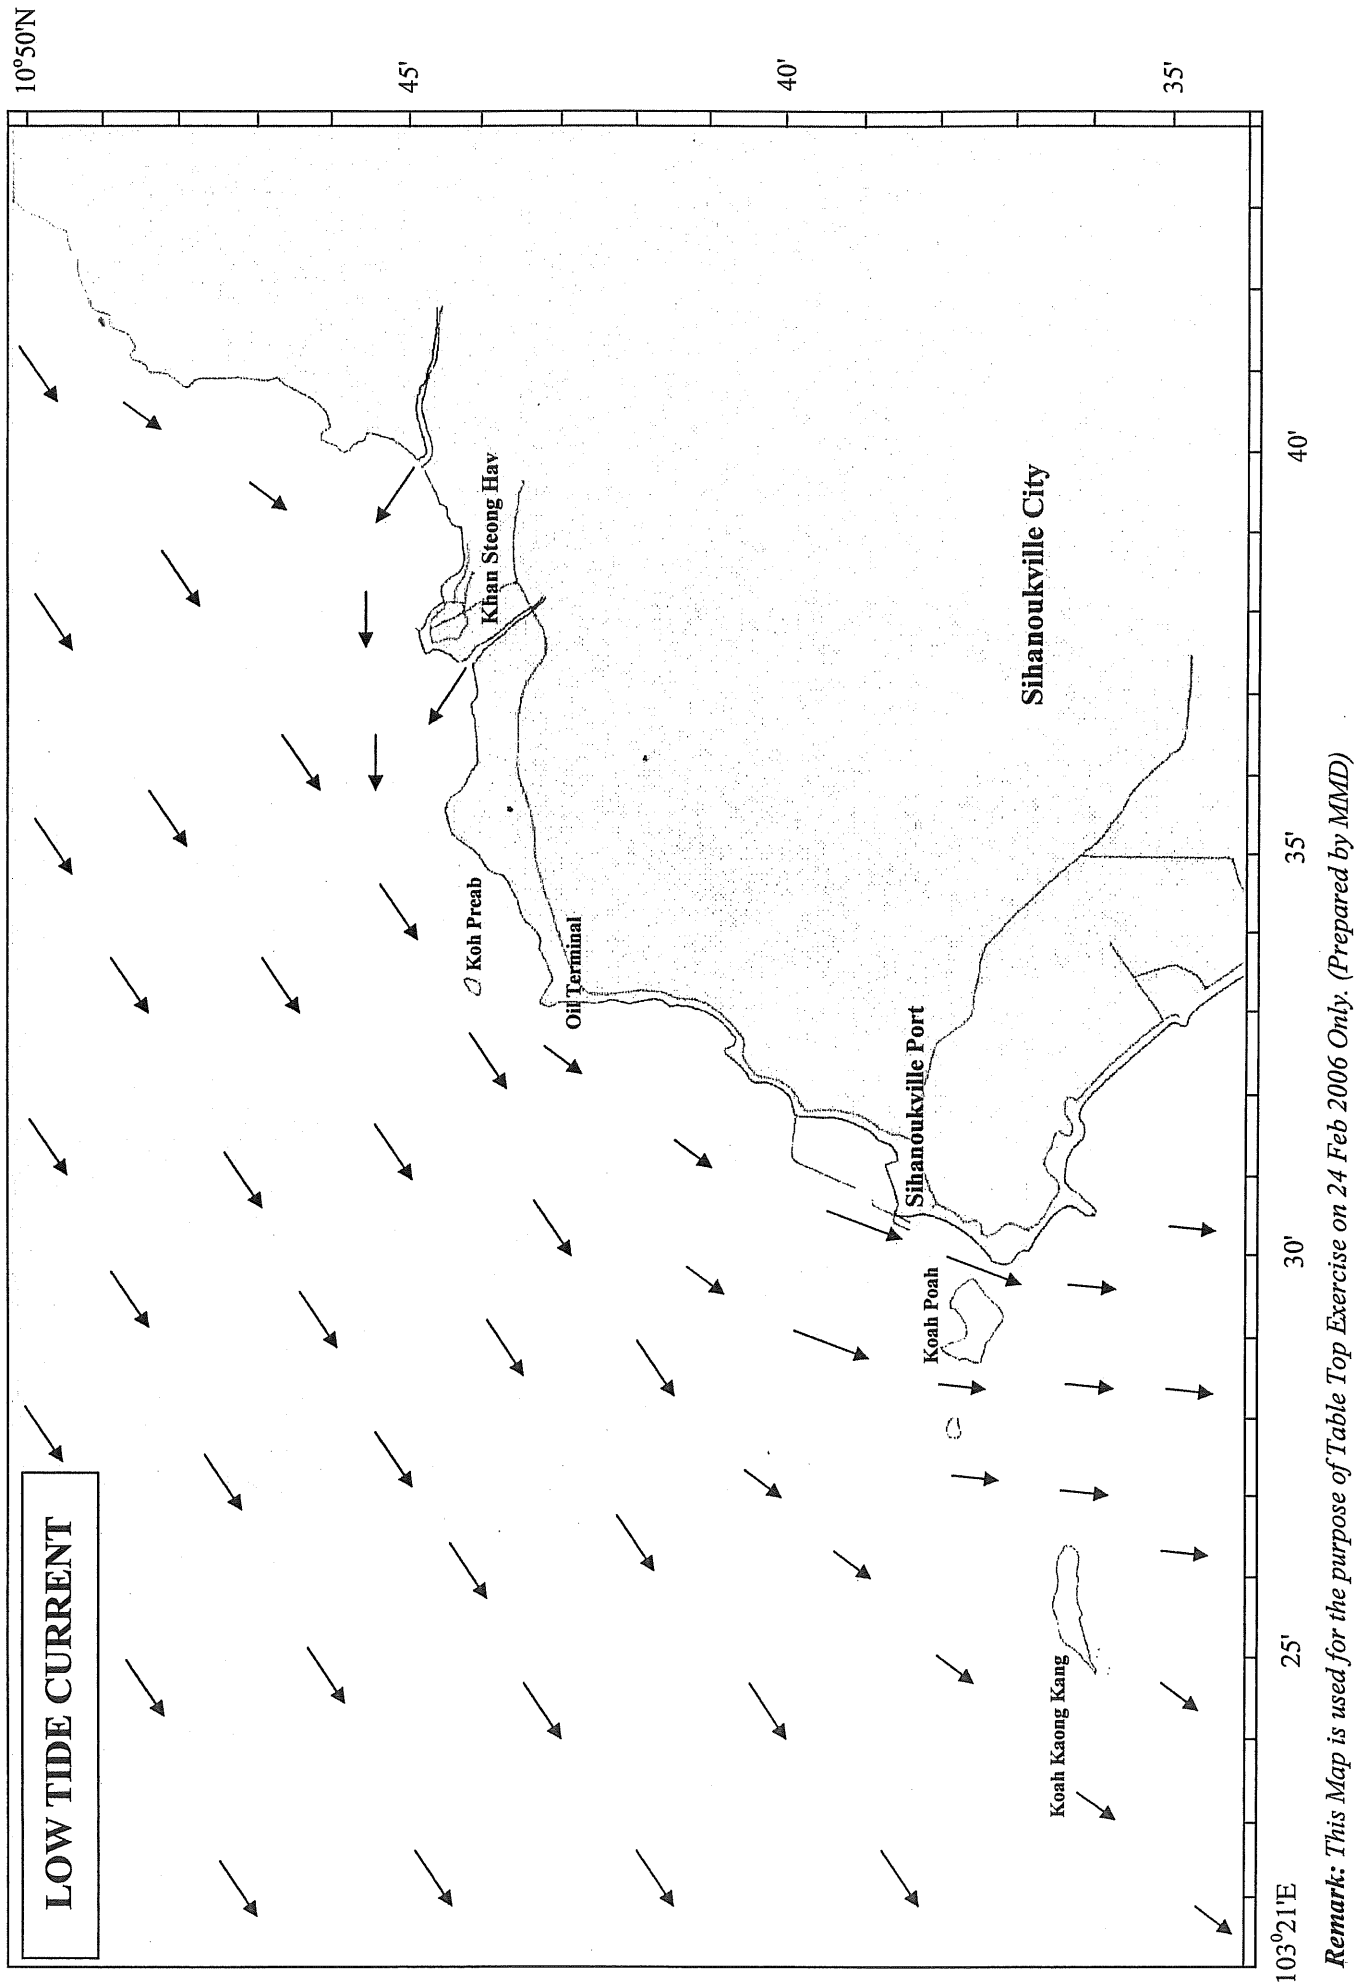 LOW TIDE CURRENT
10°50'N
45'
40'
35'
Khan Steong Hav
Koh Preab
Oil Terminal
Sihanoukville City
Sihanoukville Port
Koah Poah
Koah Kaong Kang
103°21'E
25'
30'
35'
40'
Remark: This Map is used for the purpose of Table Top Exercise on 24 Feb 2006 Only. (Prepared by MMD)